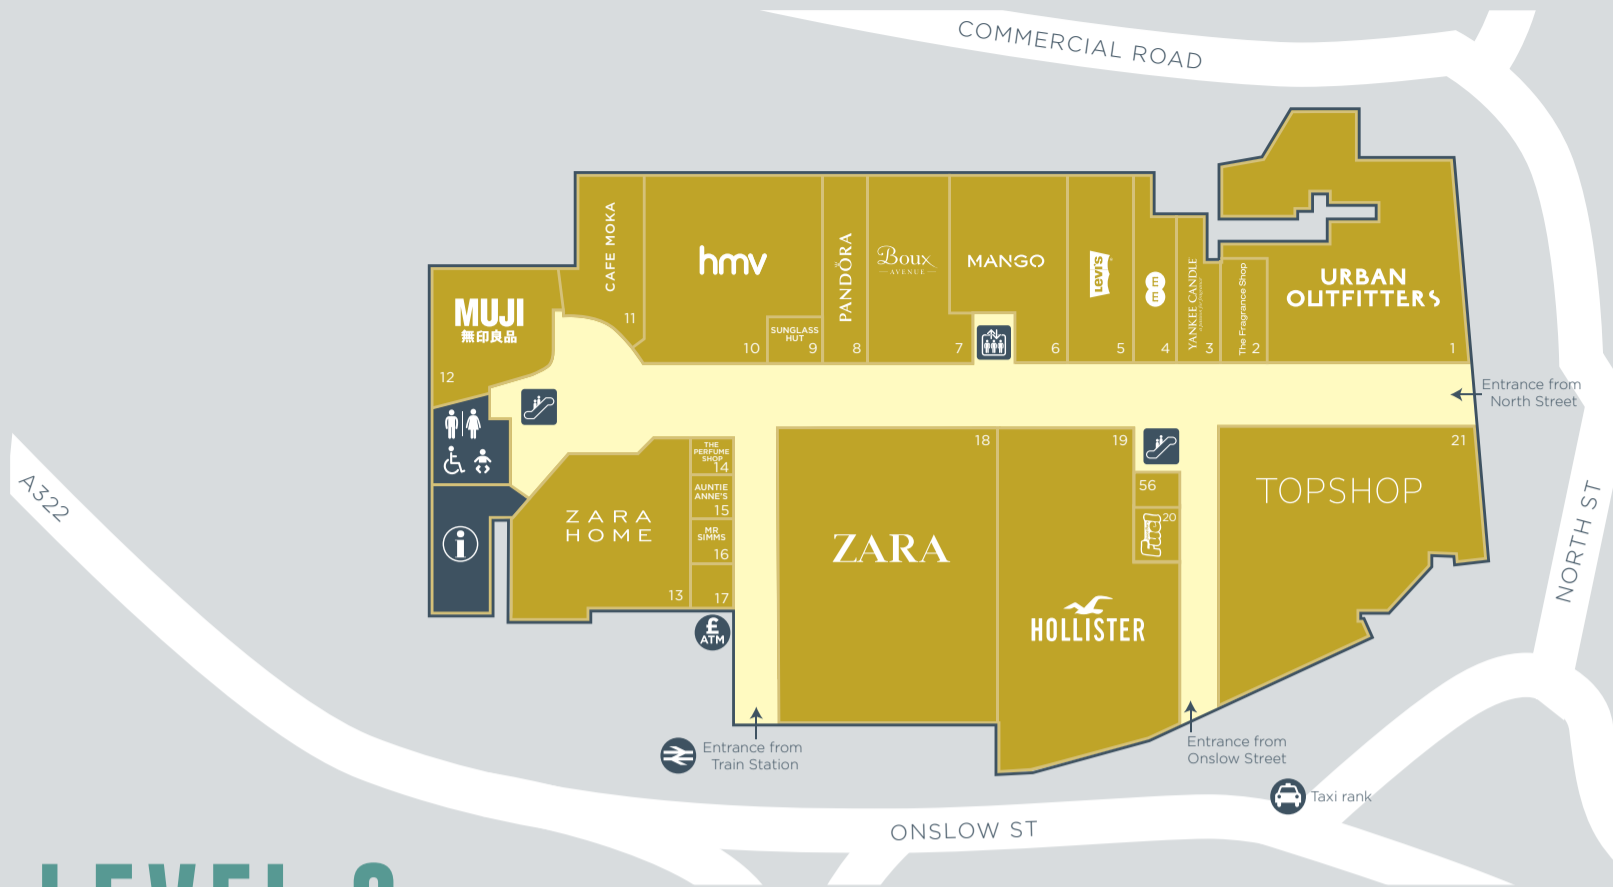 COMMERCIAL ROAD
CAFE MOKA
11
hmv
10
SUNGLASS
HUT
9
PANDÖRA
8
Boux
AVENUE
7
MANGO
6
LEVI'S
5
EE
4
YANKEE CANDLE
3
The Fragrance Shop
2
URBAN
OUTFITTERS
1
MUJI
無印良品
12
Entrance from
North Street
NORTH ST
A322
ZARA
HOME
13
THE
PERFUME
SHOP
14
AUNTIE
ANNE'S
15
MR
SIMMS
16
17
£
ATM
18
ZARA
19
HOLLISTER
56
Fuel
20
21
TOPSHOP
i
Entrance from
Train Station
Entrance from
Onslow Street
Taxi rank
ONSLOW ST